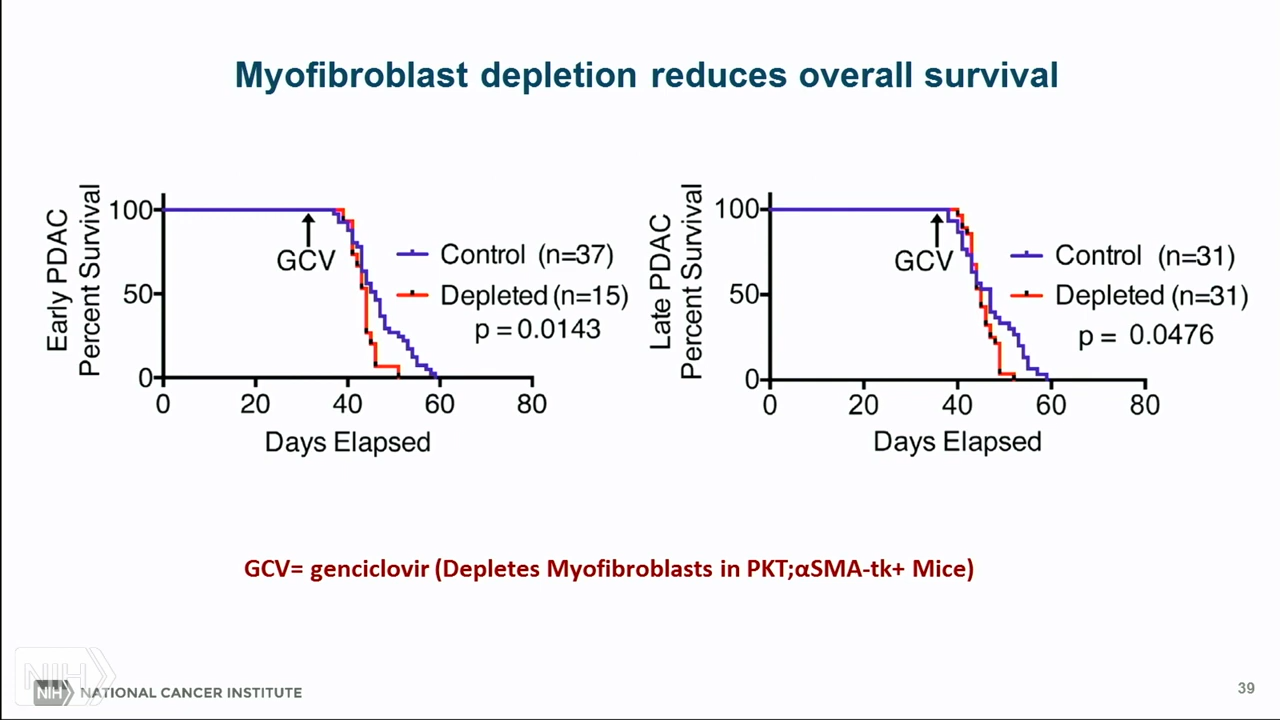 Myofibroblast depletion reduces overall survival
Early PDAC
Percent Survival
100
50
0
GCV
Control (n=37)
Depleted (n=15)
p = 0.0143
0 20 40 60 80
Days Elapsed
Late PDAC
Percent Survival
100
50
0
GCV
Control (n=31)
Depleted (n=31)
p = 0.0476
0 20 40 60 80
Days Elapsed
GCV= genciclovir (Depletes Myofibroblasts in PKT;αSMA-tk+ Mice)
NIH
NIH NATIONAL CANCER INSTITUTE
39